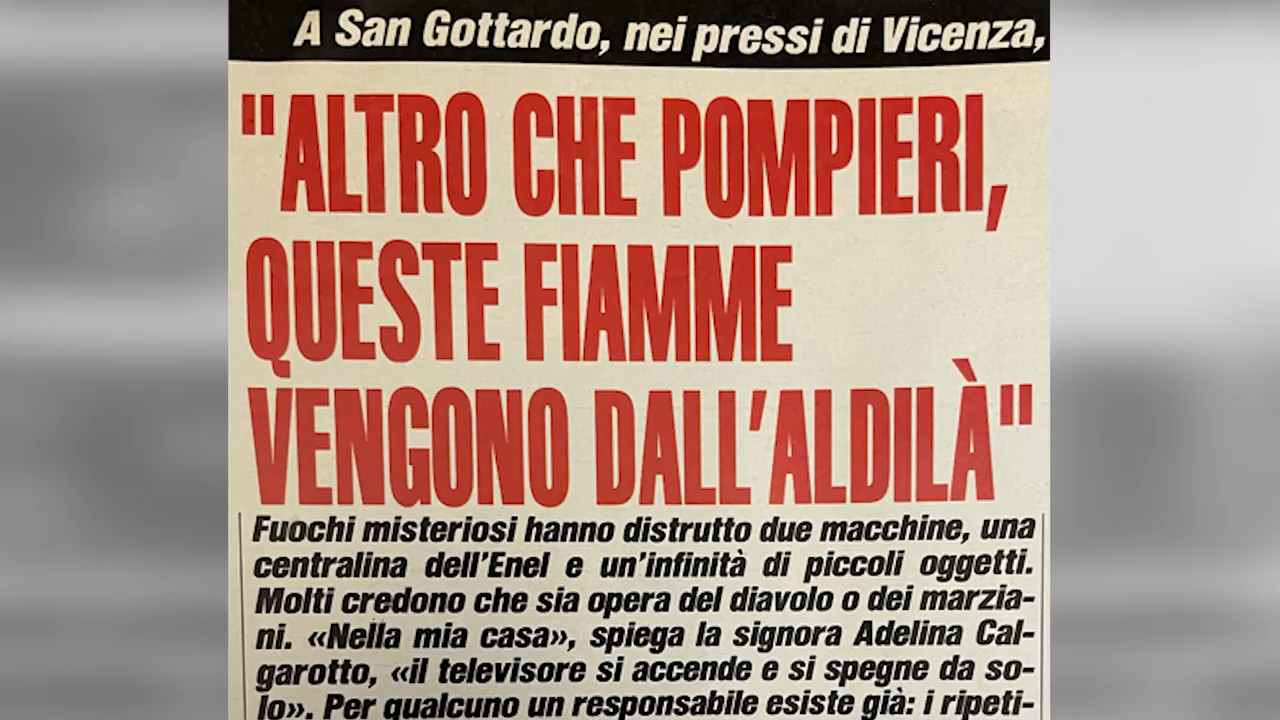 A San Gottardo, nei pressi di Vicenza,
"ALTRO CHE POMPIERI,
QUESTE FIAMME
VENGONO DALL'ALDILÀ"
Fuochi misteriosi hanno distrutto due macchine, una
centralina dell'Enel e un'infinità di piccoli oggetti.
Molti credono che sia opera del diavolo o dei marzia-
ni. «Nella mia casa», spiega la signora Adelina Cal-
garotto, «il televisore si accende e si spegne da so-
lo». Per qualcuno un responsabile esiste già: i ripeti-